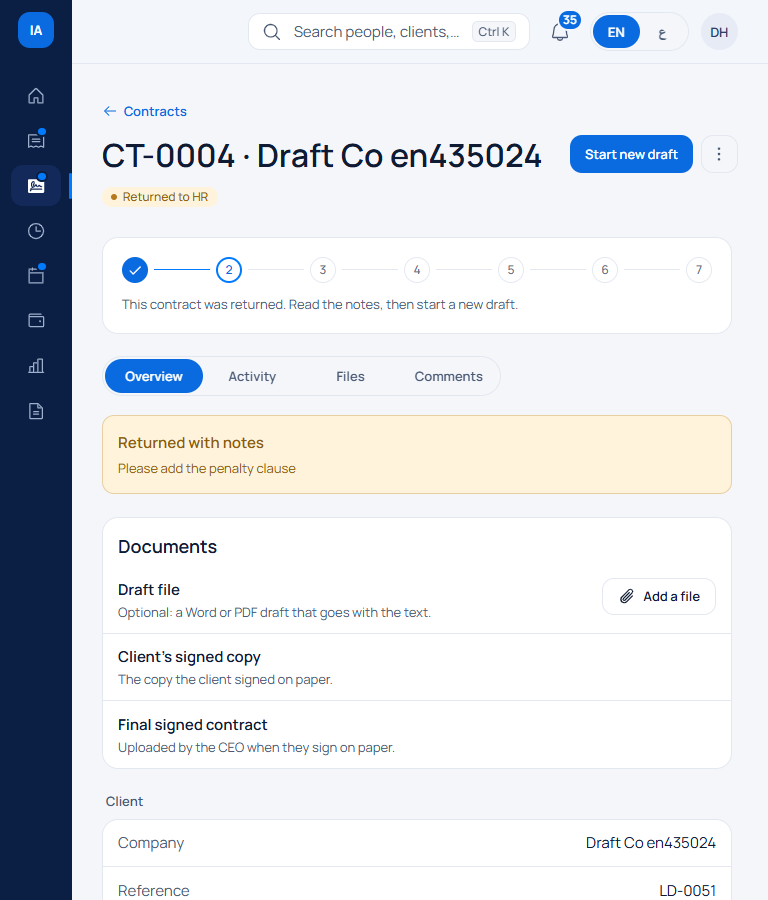 IA
Search people, clients,...
Ctrl K
35
EN
ع
DH
Contracts
CT-0004 · Draft Co en435024
Start new draft
Returned to HR
2
3
4
5
6
7
This contract was returned. Read the notes, then start a new draft.
Overview
Activity
Files
Comments
Returned with notes
Please add the penalty clause
Documents
Draft file
Optional: a Word or PDF draft that goes with the text.
Add a file
Client's signed copy
The copy the client signed on paper.
Final signed contract
Uploaded by the CEO when they sign on paper.
Client
Company
Draft Co en435024
Reference
LD-0051